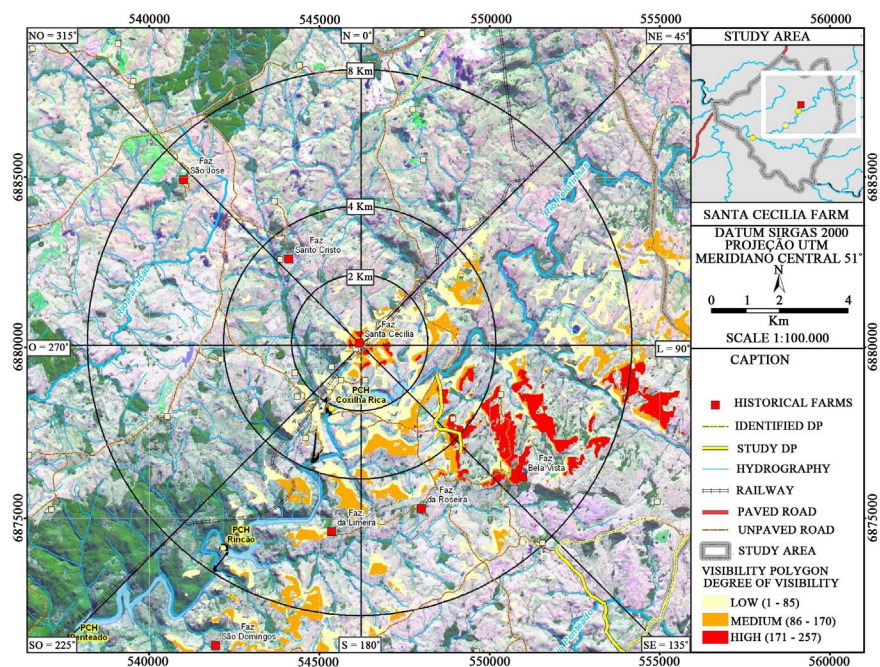 540000
545000
550000
555000
560000
NO = 315°
N = 0°
NE = 45°
STUDY AREA
8 Km
Faz
São Jose
6885000
6885000
4 Km
Faz
Santo Cristo
SANTA CECILIA FARM
DATUM SIRGAS 2000
PROJEÇÃO UTM
MERIDIANO CENTRAL 51°
N
2 Km
0 1 2 4
Km
SCALE 1:100.000
Faz
Santa Cecilia
O = 270°
L = 90°
6880000
6880000
CAPTION
PCH
Coxilha Rica
HISTORICAL FARMS
IDENTIFIED DP
STUDY DP
HYDROGRAPHY
RAILWAY
PAVED ROAD
UNPAVED ROAD
STUDY AREA
Faz
Bela Vista
Faz.
da Roseira
Faz.
da Limeira
6875000
6875000
PCH
Rincão
VISIBILITY POLYGON
DEGREE OF VISIBILITY
LOW (1 - 85)
MEDIUM (86 - 170)
HIGH (171 - 257)
PCH
Penteado
Faz
São Domingos
SO = 225°
S = 180°
SE = 135°
540000
545000
550000
555000
560000